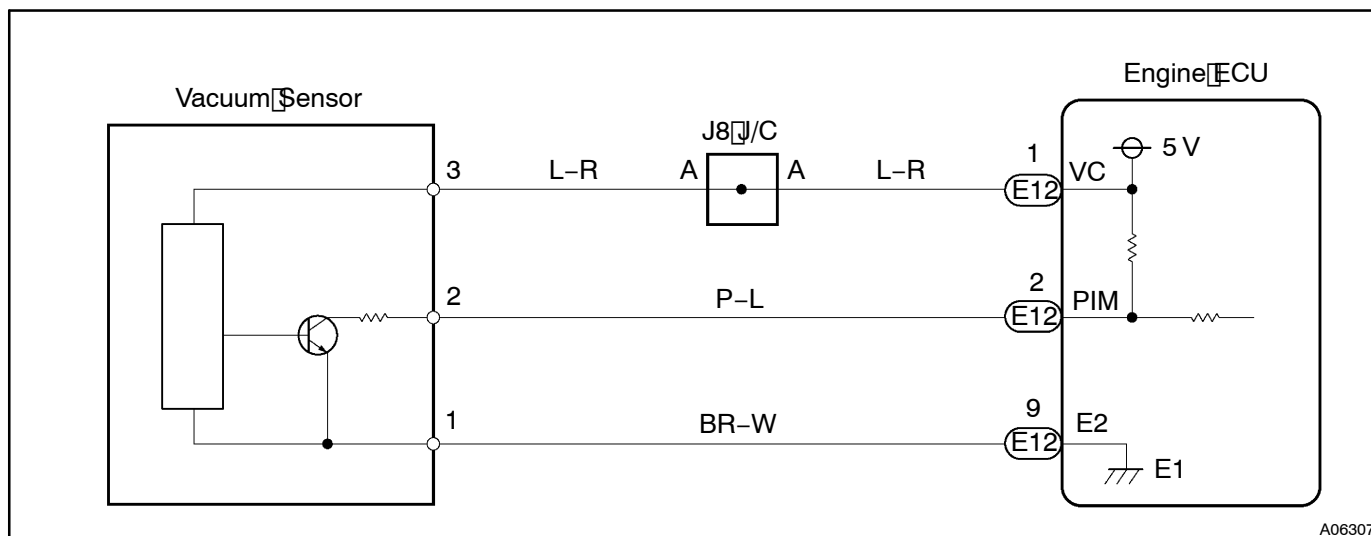 Vacuum Sensor
Engine ECU
J8 J/C
5 V
3
L–R
A
A
L–R
1
E12
VC
2
P–L
2
E12
PIM
1
BR–W
9
E12
E2
E1
A06307